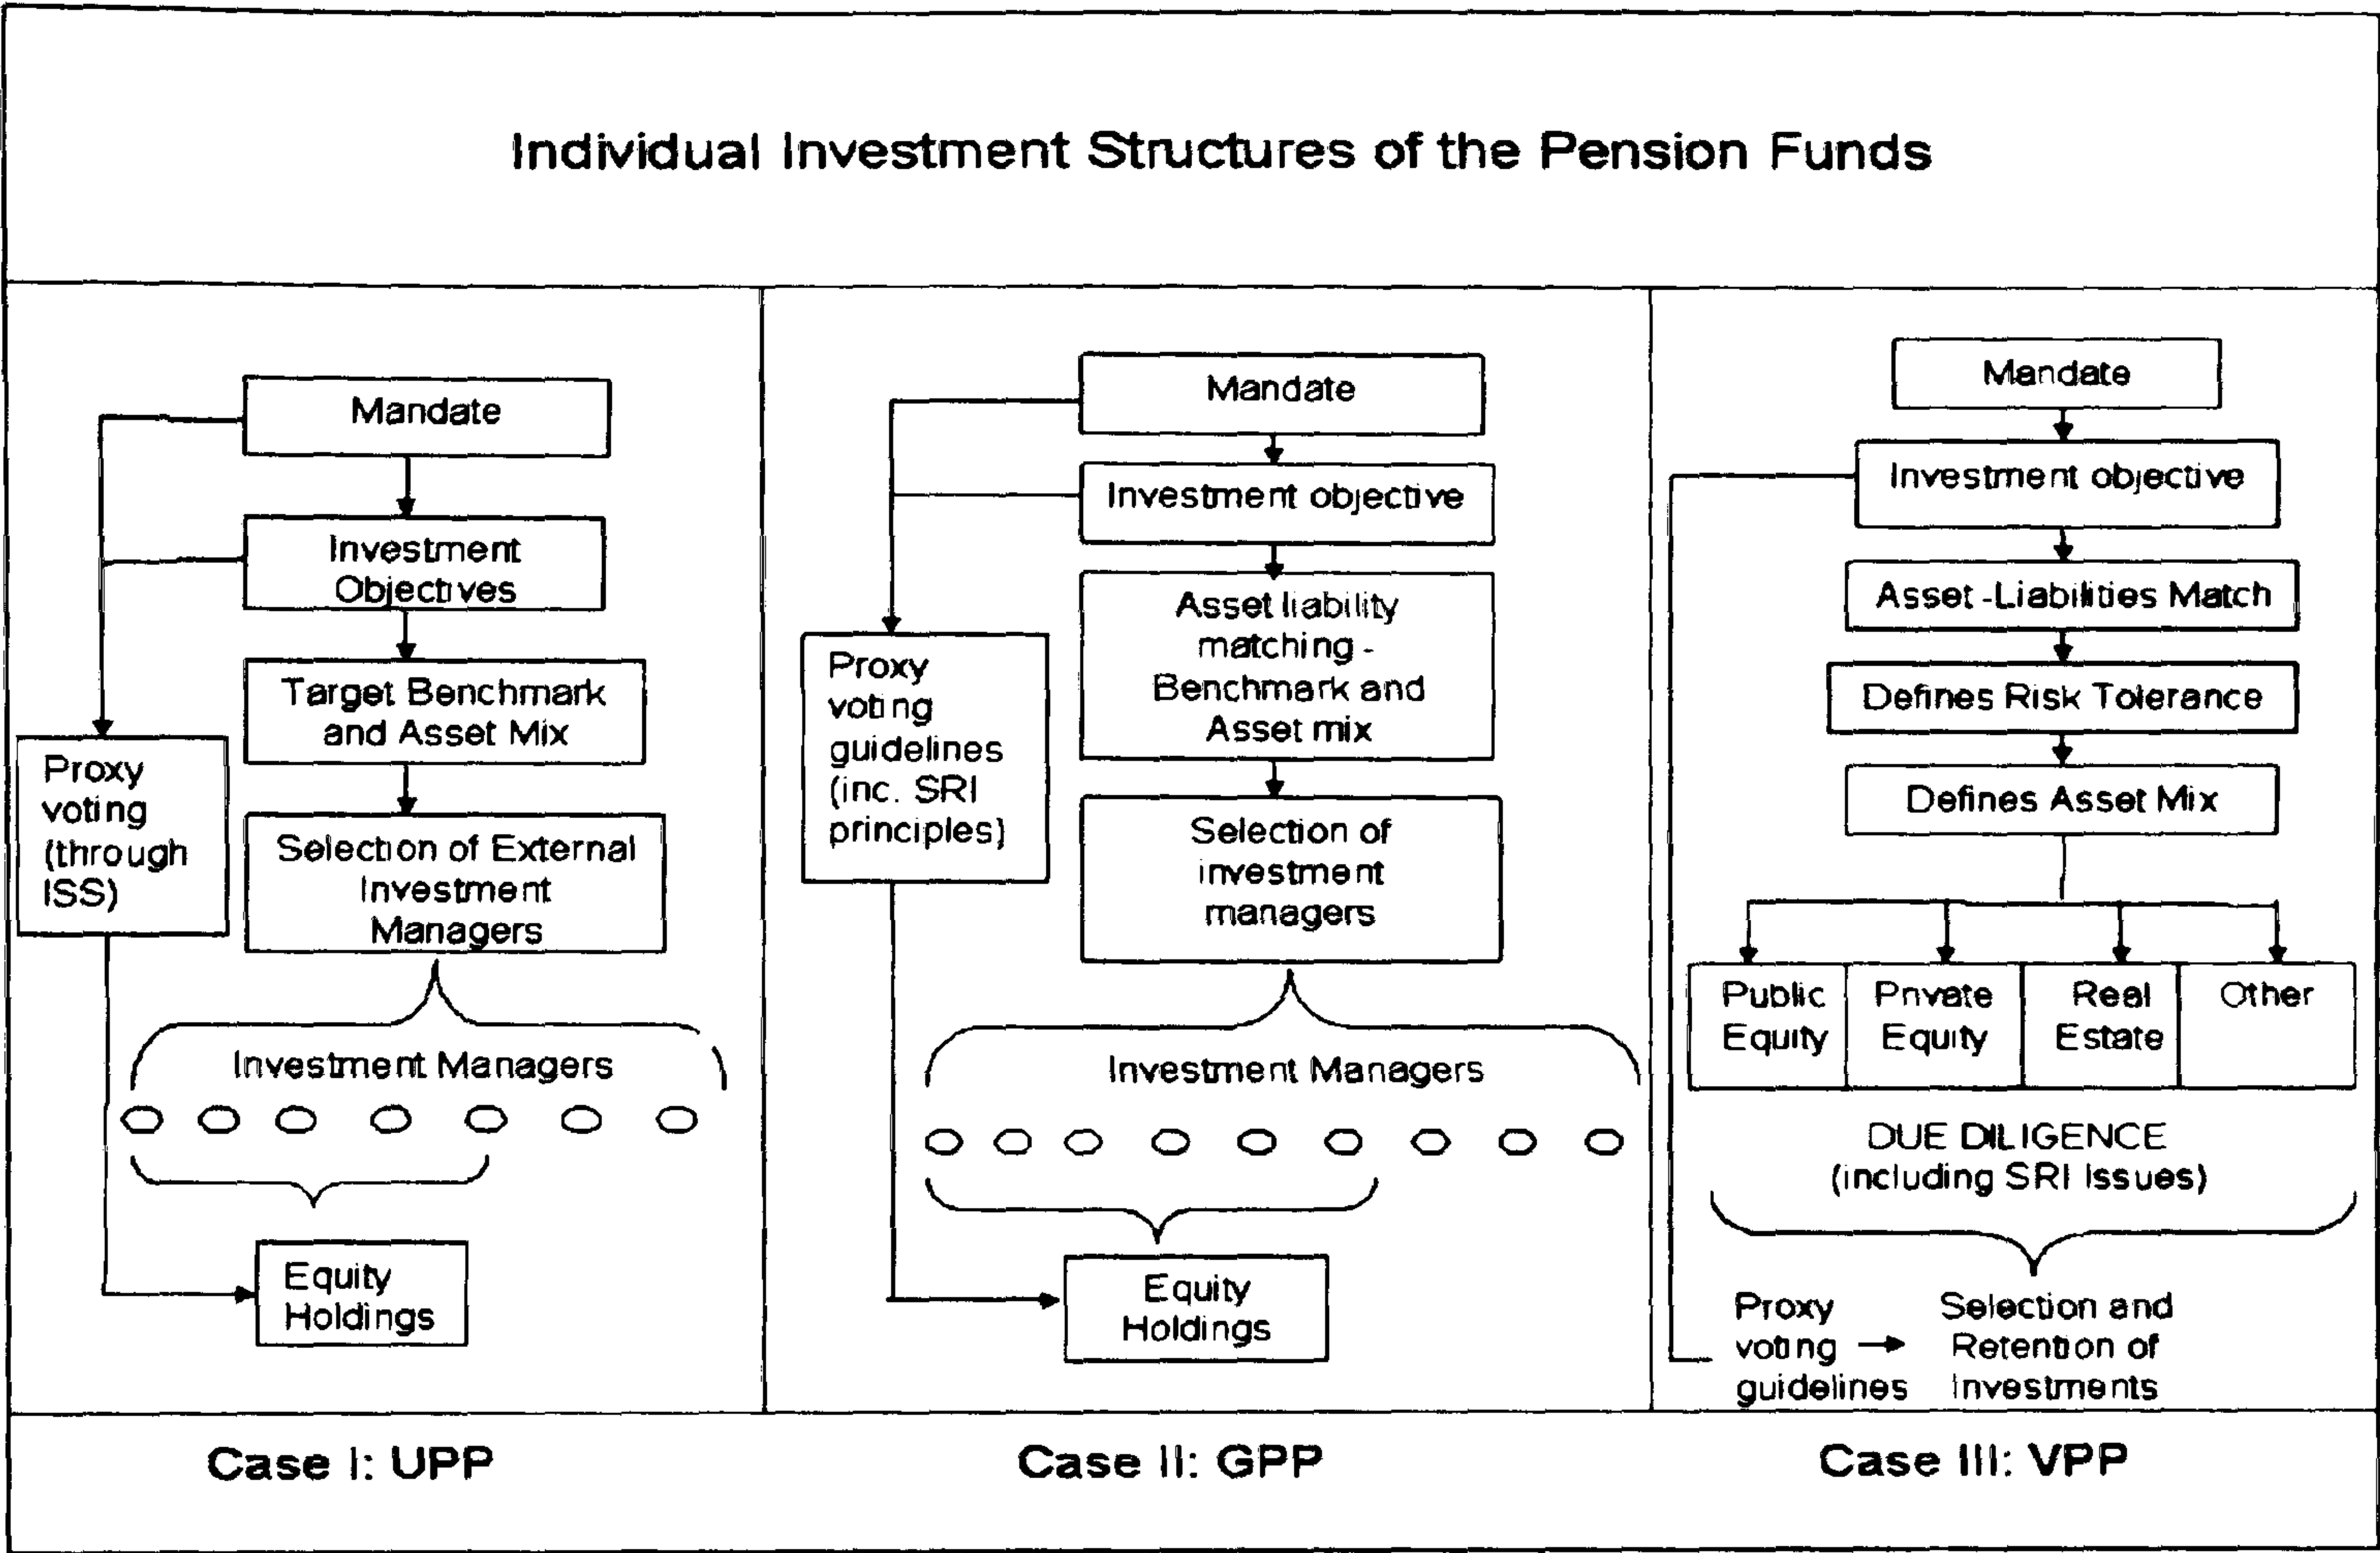 Individual Investment Structures of the Pension Funds
Mandate
Investment
Objectives
Target Benchmark
and Asset Mix
Proxy
voting
(through
ISS)
Selection of External
Investment
Managers
Investment Managers
Equity
Holdings
Case I: UPP
Mandate
Investment objective
Asset liability
matching -
Benchmark and
Asset mix
Proxy
voting
guidelines
(inc. SRI
principles)
Selection of
investment
managers
Investment Managers
Equity
Holdings
Case II: GPP
Mandate
Investment objective
Asset -Liabilities Match
Defines Risk Tolerance
Defines Asset Mix
Public
Equity
Private
Equity
Real
Estate
Other
DUE DILIGENCE
(including SRI Issues)
Proxy
voting
guidelines
Selection and
Retention of
Investments
Case III: VPP